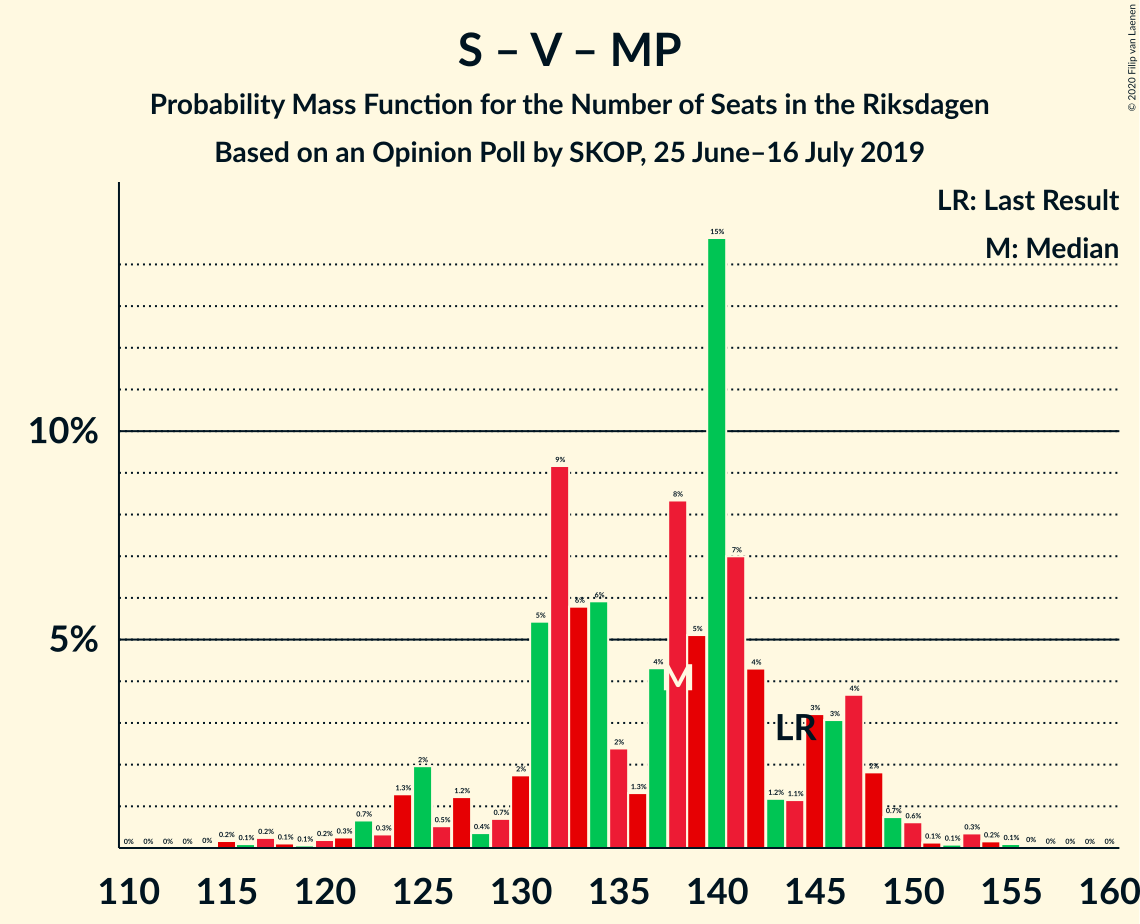 S – V – MP
Probability Mass Function for the Number of Seats in the Riksdagen
Based on an Opinion Poll by SKOP, 25 June–16 July 2019
© 2020 Filip van Laenen
LR: Last Result
M: Median
10%
5%
0% 0% 0% 0% 0% 0.2% 0.1% 0.2% 0.1% 0.1% 0.2% 0.3% 0.7% 0.3% 1.3% 2% 0.5% 1.2% 0.4% 0.7% 2% 5% 9% 6% 6% 2% 1.3% 4% 8% 5% 15% 7% 4% 1.2% 1.1% 3% 3% 4% 2% 0.7% 0.6% 0.1% 0.1% 0.3% 0.2% 0.1% 0% 0% 0% 0% 0%
M
LR
110 115 120 125 130 135 140 145 150 155 160